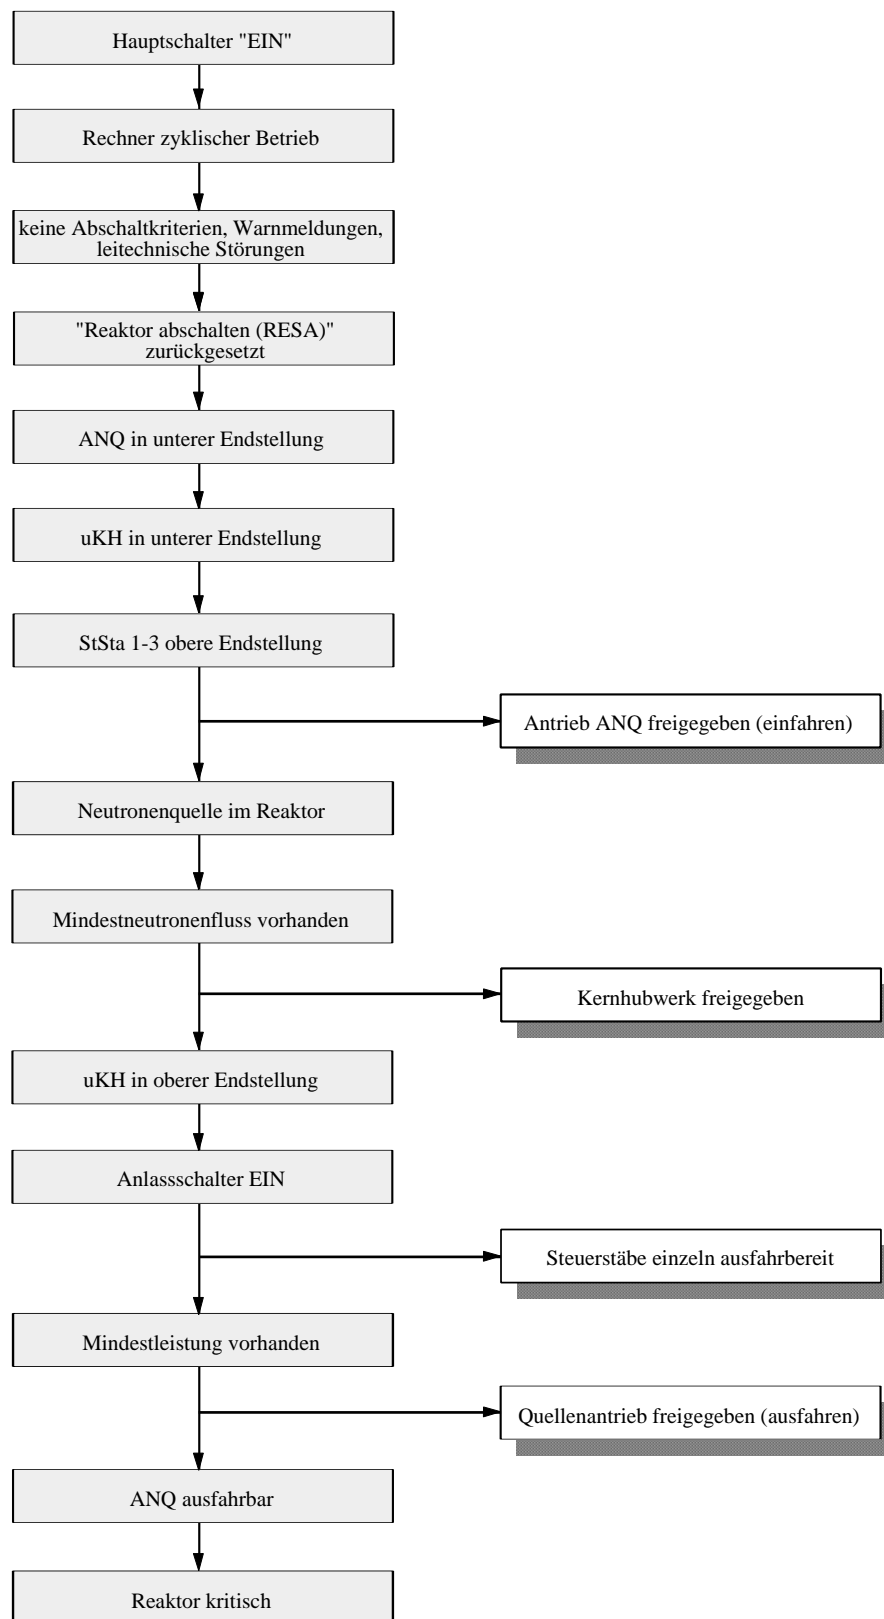 Hauptschalter "EIN"
Rechner zyklischer Betrieb
keine Abschaltkriterien, Warnmeldungen,
leitechnische Störungen
"Reaktor abschalten (RESA)"
zurückgesetzt
ANQ in unterer Endstellung
uKH in unterer Endstellung
StSta 1-3 obere Endstellung
Antrieb ANQ freigegeben (einfahren)
Neutronenquelle im Reaktor
Mindestneutronenfluss vorhanden
Kernhubwerk freigegeben
uKH in oberer Endstellung
Anlassschalter EIN
Steuerstäbe einzeln ausfahrbereit
Mindestleistung vorhanden
Quellenantrieb freigegeben (ausfahren)
ANQ ausfahrbar
Reaktor kritisch